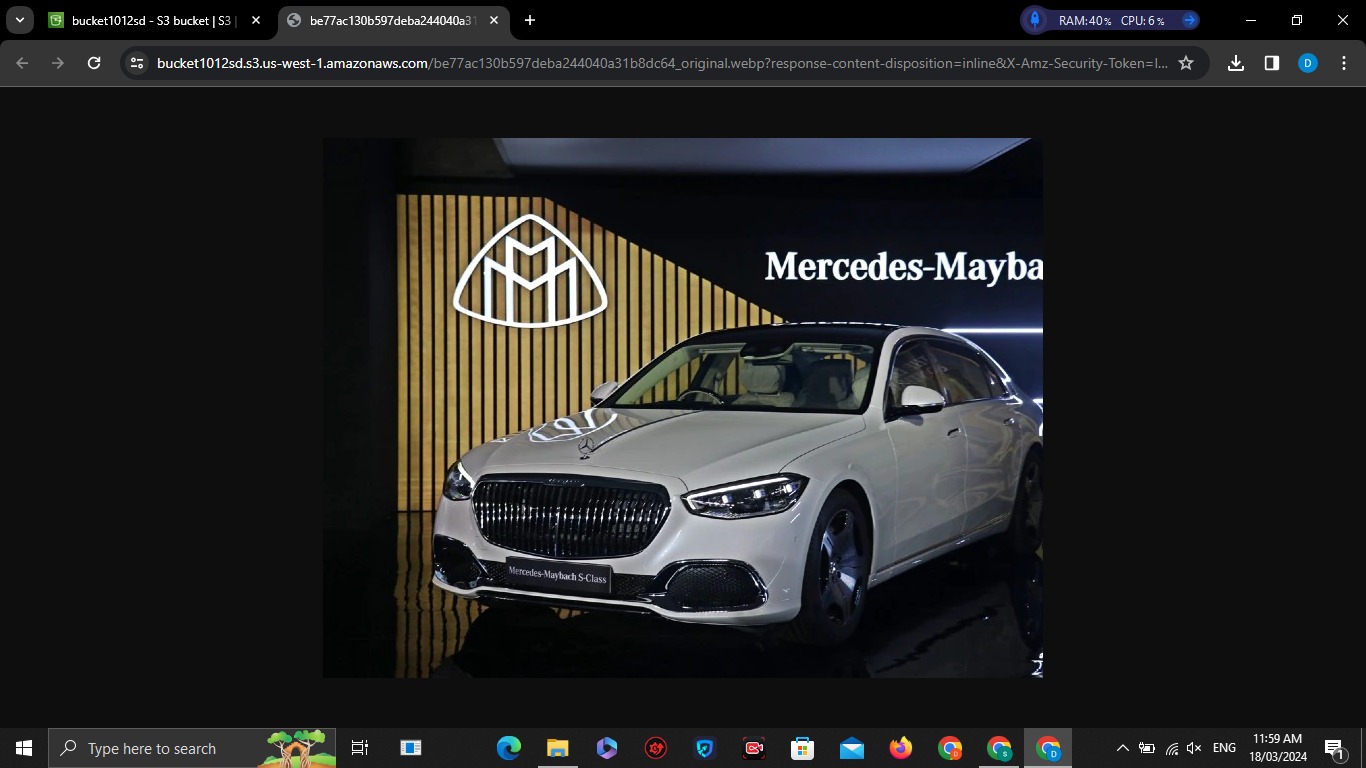 bucket1012sd - S3 bucket | S3 |
be77ac130b597deba244040a31
RAM:40% CPU: 6%
bucket1012sd.s3.us-west-1.amazonaws.com/be77ac130b597deba244040a31b8dc64_original.webp?response-content-disposition=inline&X-Amz-Security-Token=I...
D
Mercedes-Mayba
Mercedes-Maybach S-Class
Type here to search
ENG
11:59 AM
18/03/2024
1